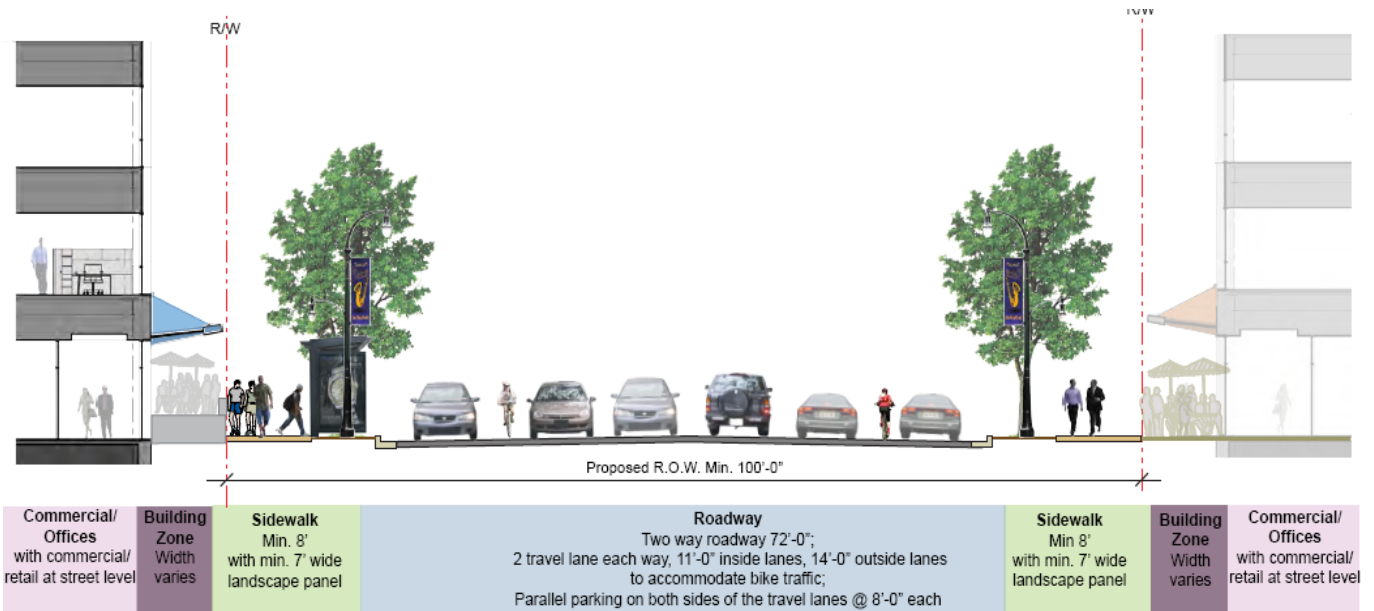 R/W
R/W
Proposed R.O.W. Min. 100'-0"
Commercial/
Offices
with commercial/
retail at street level
Building
Zone
Width
varies
Sidewalk
Min. 8'
with min. 7' wide
landscape panel
Roadway
Two way roadway 72'-0";
2 travel lane each way, 11'-0" inside lanes, 14'-0" outside lanes
to accommodate bike traffic;
Parallel parking on both sides of the travel lanes @ 8'-0" each
Sidewalk
Min 8'
with min. 7' wide
landscape panel
Building
Zone
Width
varies
Commercial/
Offices
with commercial/
retail at street level